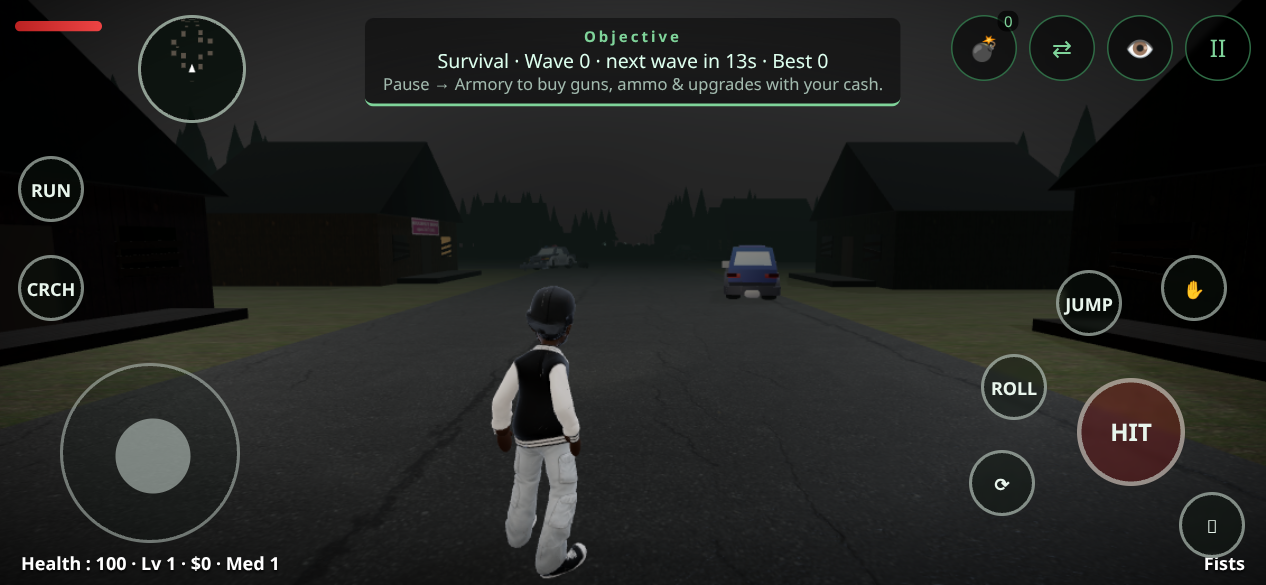 0
Objective
Survival · Wave 0 · next wave in 13s · Best 0
Pause → Armory to buy guns, ammo & upgrades with your cash.
II
RUN
CRCH
JUMP
ROLL
HIT
Health : 100 · Lv 1 · $0 · Med 1
Fists